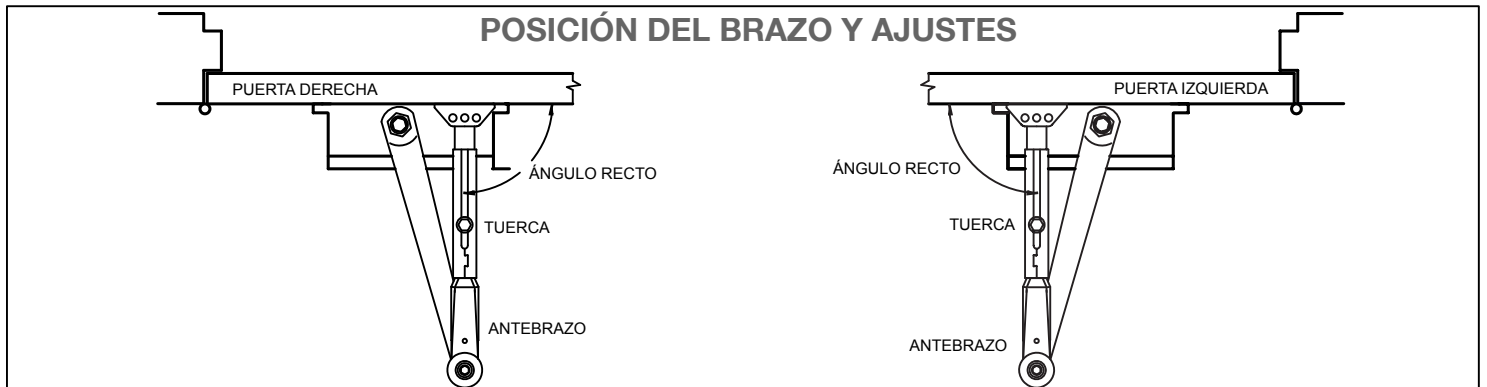 POSICIÓN DEL BRAZO Y AJUSTES
PUERTA DERECHA
ÁNGULO RECTO
TUERCA
ANTEBRAZO
PUERTA IZQUIERDA
ÁNGULO RECTO
TUERCA
ANTEBRAZO